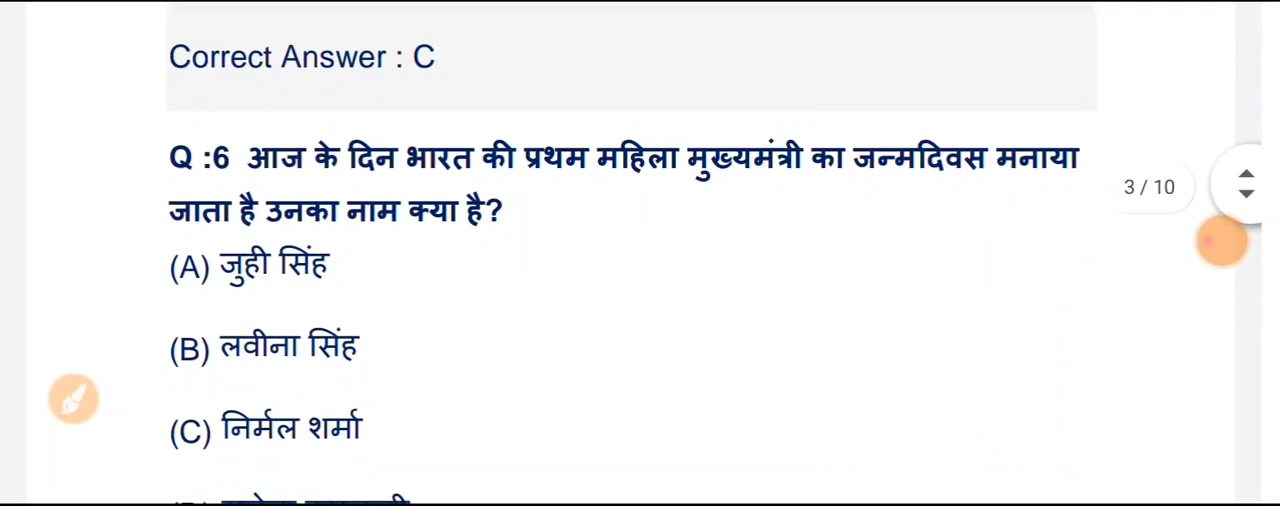 Correct Answer : C
Q :6 आज के दिन भारत की प्रथम महिला मुख्यमंत्री का जन्मदिवस मनाया
जाता है उनका नाम क्या है?
3 / 10
(A) जुही सिंह
(B) लवीना सिंह
(C) निर्मल शर्मा